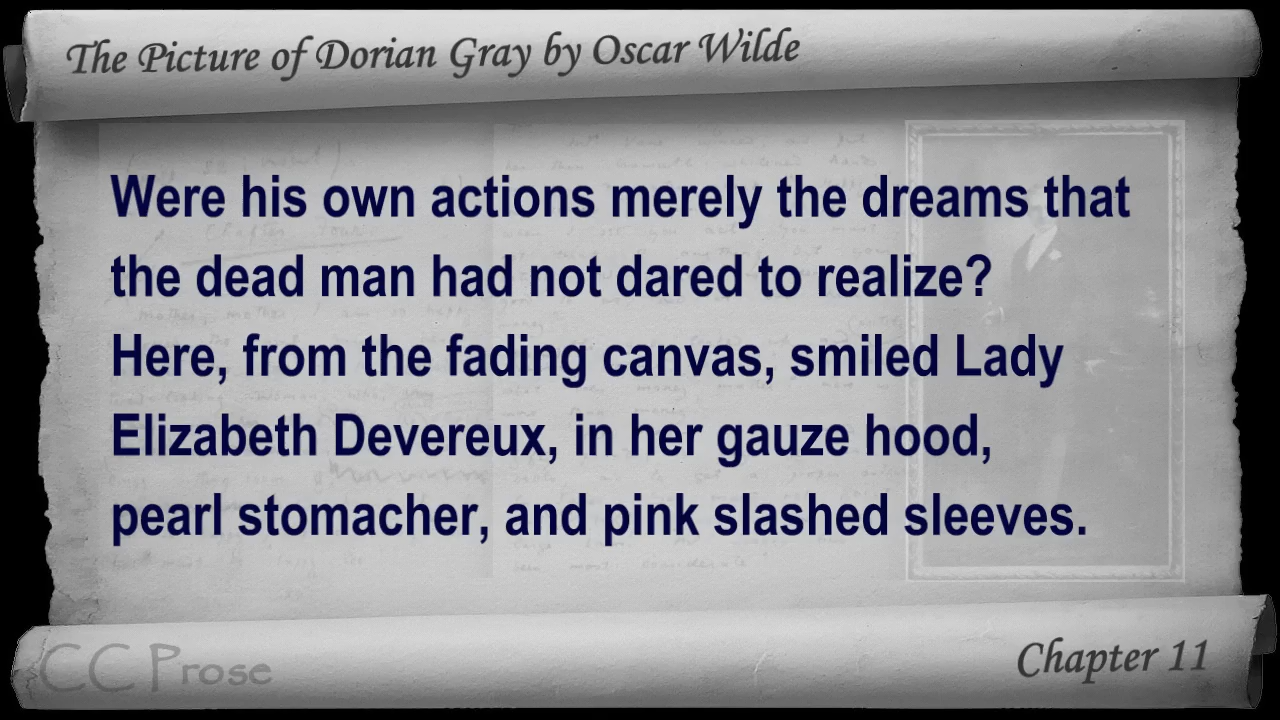 The Picture of Dorian Gray by Oscar Wilde
Were his own actions merely the dreams that
the dead man had not dared to realize?
Here, from the fading canvas, smiled Lady
Elizabeth Devereux, in her gauze hood,
pearl stomacher, and pink slashed sleeves.
CC Prose
Chapter 11